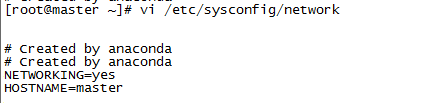 [root@master ~]# vi /etc/sysconfig/network
# Created by anaconda
# Created by anaconda
NETWORKING=yes
HOSTNAME=master